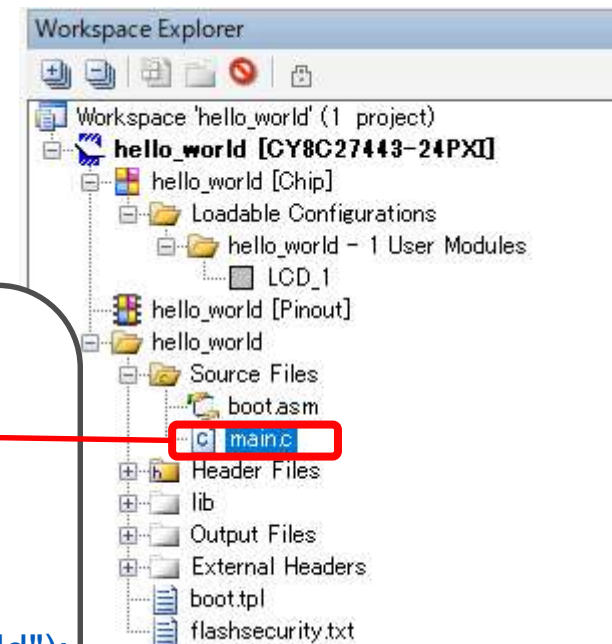 Workspace Explorer
Workspace 'hello_world' (1 project)
hello_world [CY8C27443-24PXI]
hello_world [Chip]
Loadable Configurations
hello_world - 1 User Modules
LCD_1
hello_world [Pinout]
hello_world
Source Files
boot.asm
main.c
Header Files
lib
Output Files
External Headers
boot.tpl
flashsecurity.txt
ld");